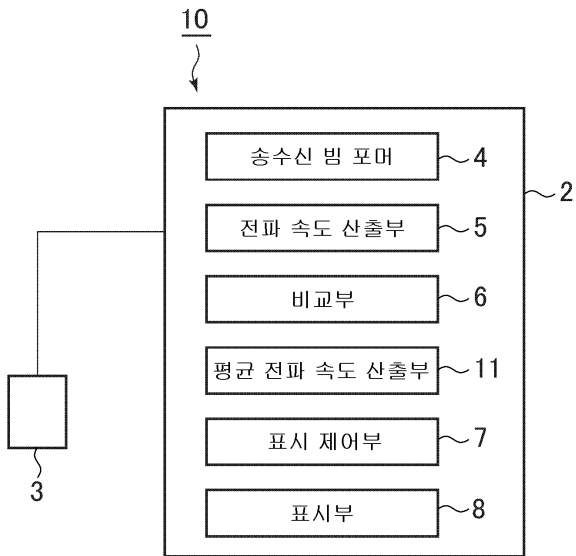 10
송수신 빔 포머 4
2
전파 속도 산출부 5
비교부 6
평균 전파 속도 산출부 11
3
표시 제어부 7
표시부 8